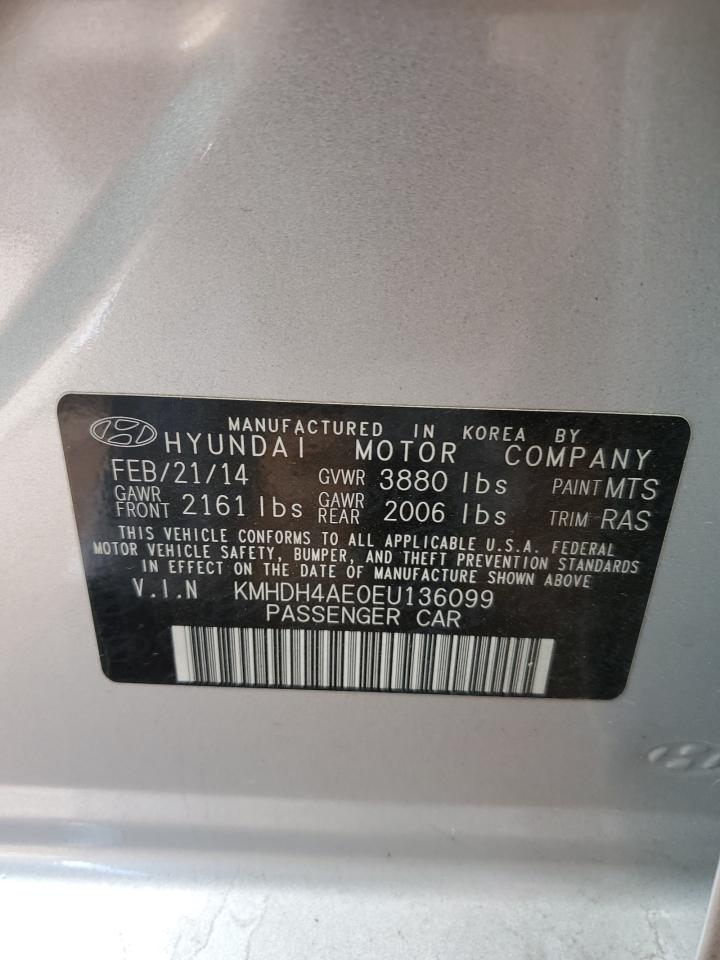 MANUFACTURED IN KOREA BY
HYUNDAI MOTOR COMPANY
FEB/21/14 GVWR 3880 lbs PAINT MTS
GAWR FRONT 2161 lbs GAWR REAR 2006 lbs TRIM RAS
THIS VEHICLE CONFORMS TO ALL APPLICABLE U.S.A. FEDERAL
MOTOR VEHICLE SAFETY, BUMPER, AND THEFT PREVENTION STANDARDS
IN EFFECT ON THE DATE OF MANUFACTURE SHOWN ABOVE
V.I.N KMHDH4AE0EU136099
PASSENGER CAR